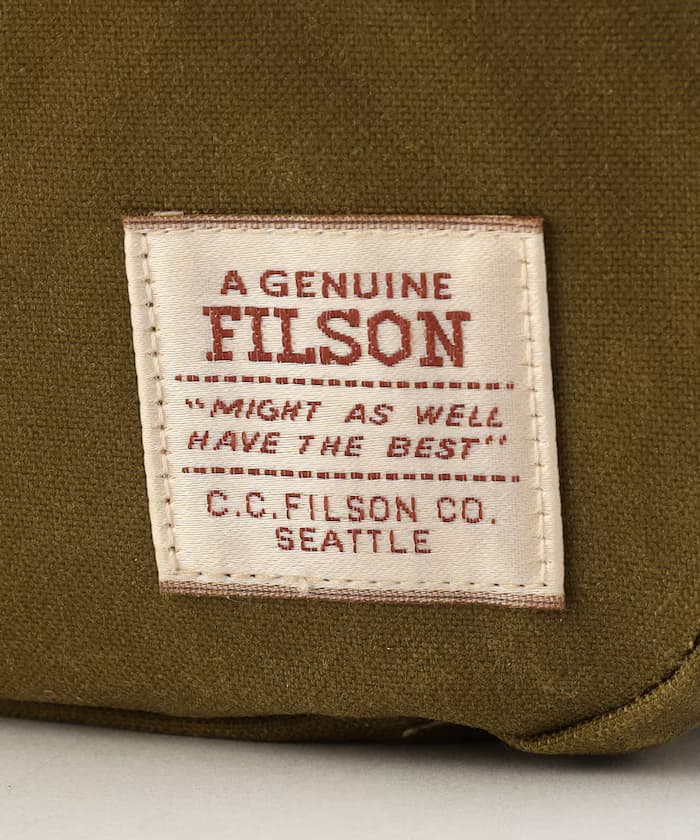 A GENUINE
FILSON
"MIGHT AS WELL
HAVE THE BEST"
C.C.FILSON CO.
SEATTLE